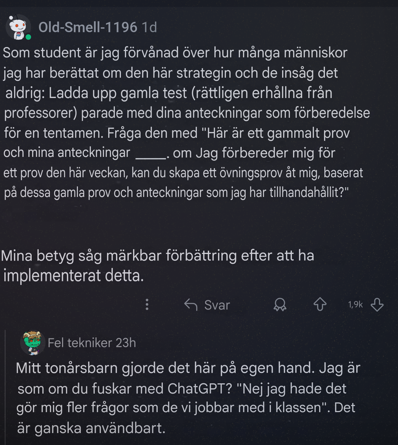 Old-Smell-1196 1d
Som student är jag förvånad över hur många människor
jag har berättat om den här strategin och de insåg det
aldrig: Ladda upp gamla test (rättligen erhållna från
professorer) parade med dina anteckningar som förberedelse
för en tentamen. Fråga den med "Här är ett gammalt prov
och mina anteckningar ____. om Jag förbereder mig för
ett prov den här veckan, kan du skapa ett övningsprov åt mig, baserat
på dessa gamla prov och anteckningar som jag har tillhandahållit?"
Mina betyg såg märkbar förbättring efter att ha
implementerat detta.
Svar 1,9k
Fel tekniker 23h
Mitt tonårsbarn gjorde det här på egen hand. Jag är
som om du fuskar med ChatGPT? "Nej jag hade det
gör mig fler frågor som de vi jobbar med i klassen". Det
är ganska användbart.